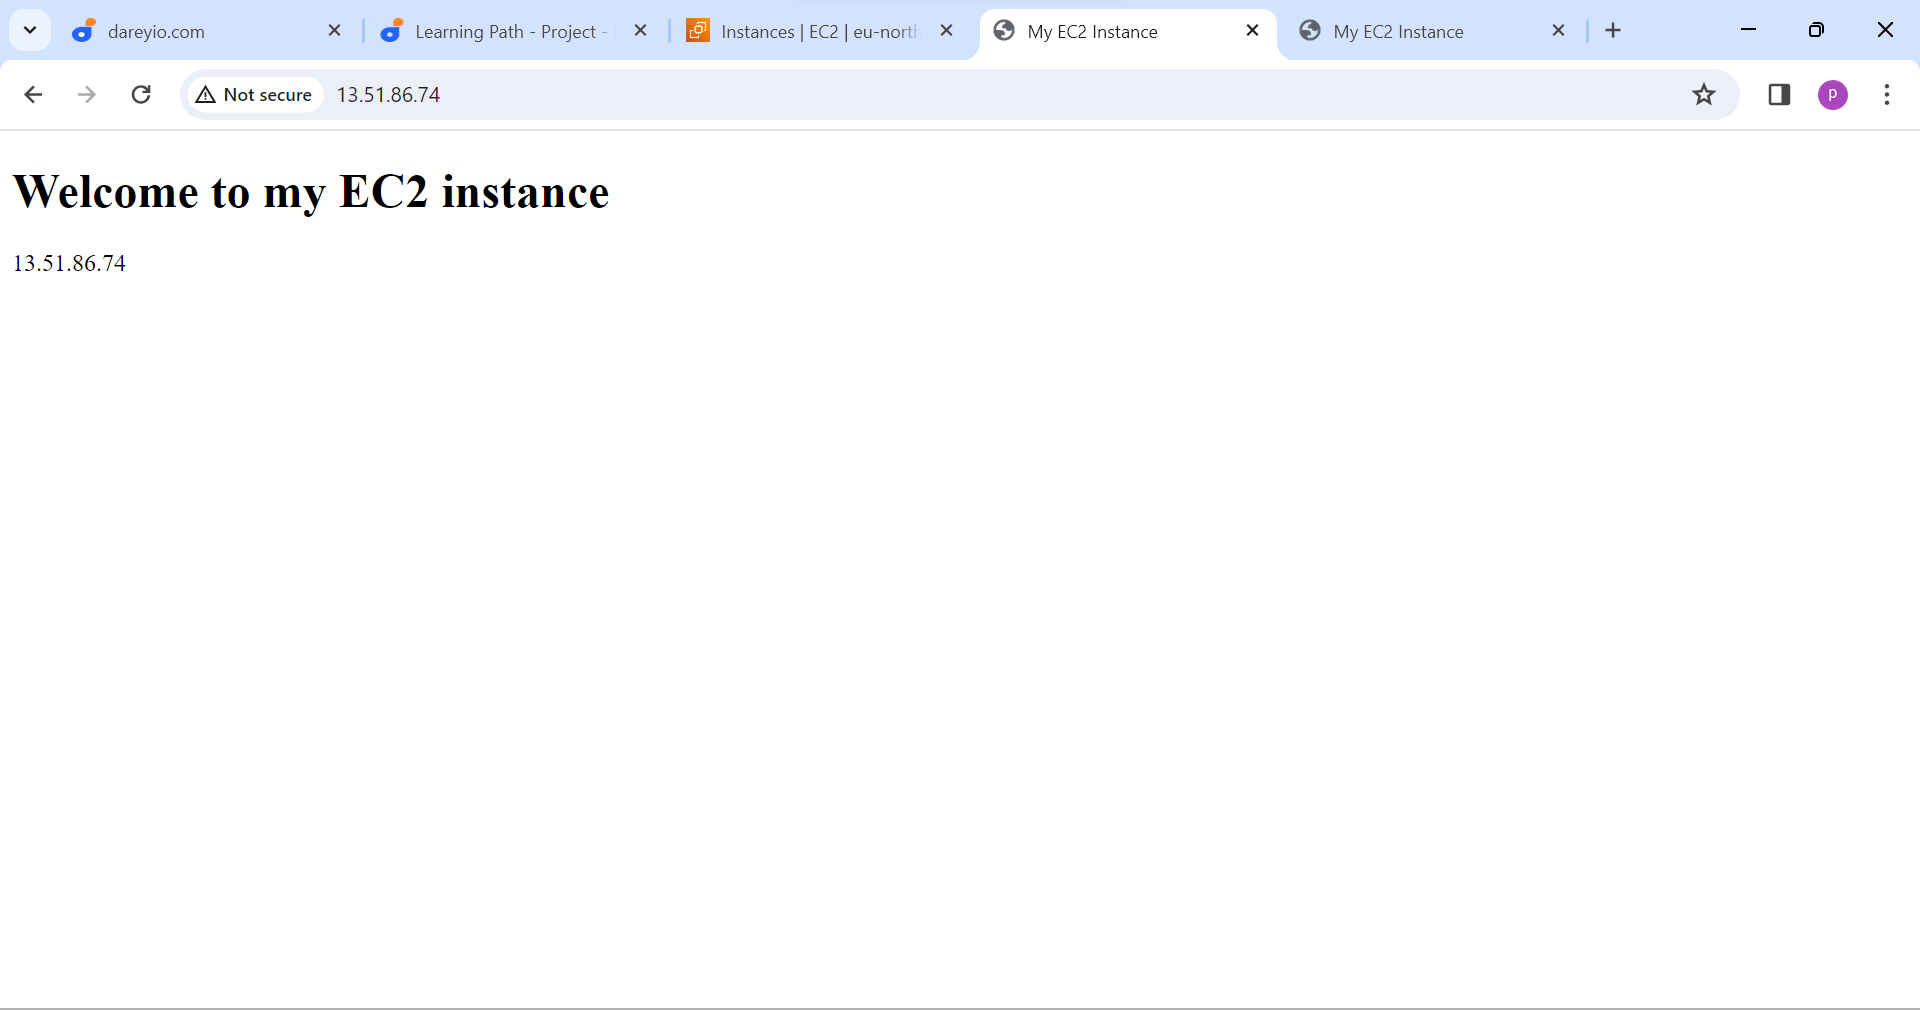 dareyio.com
Learning Path - Project -
Instances | EC2 | eu-north
My EC2 Instance
My EC2 Instance
Not secure
13.51.86.74
p
Welcome to my EC2 instance
13.51.86.74